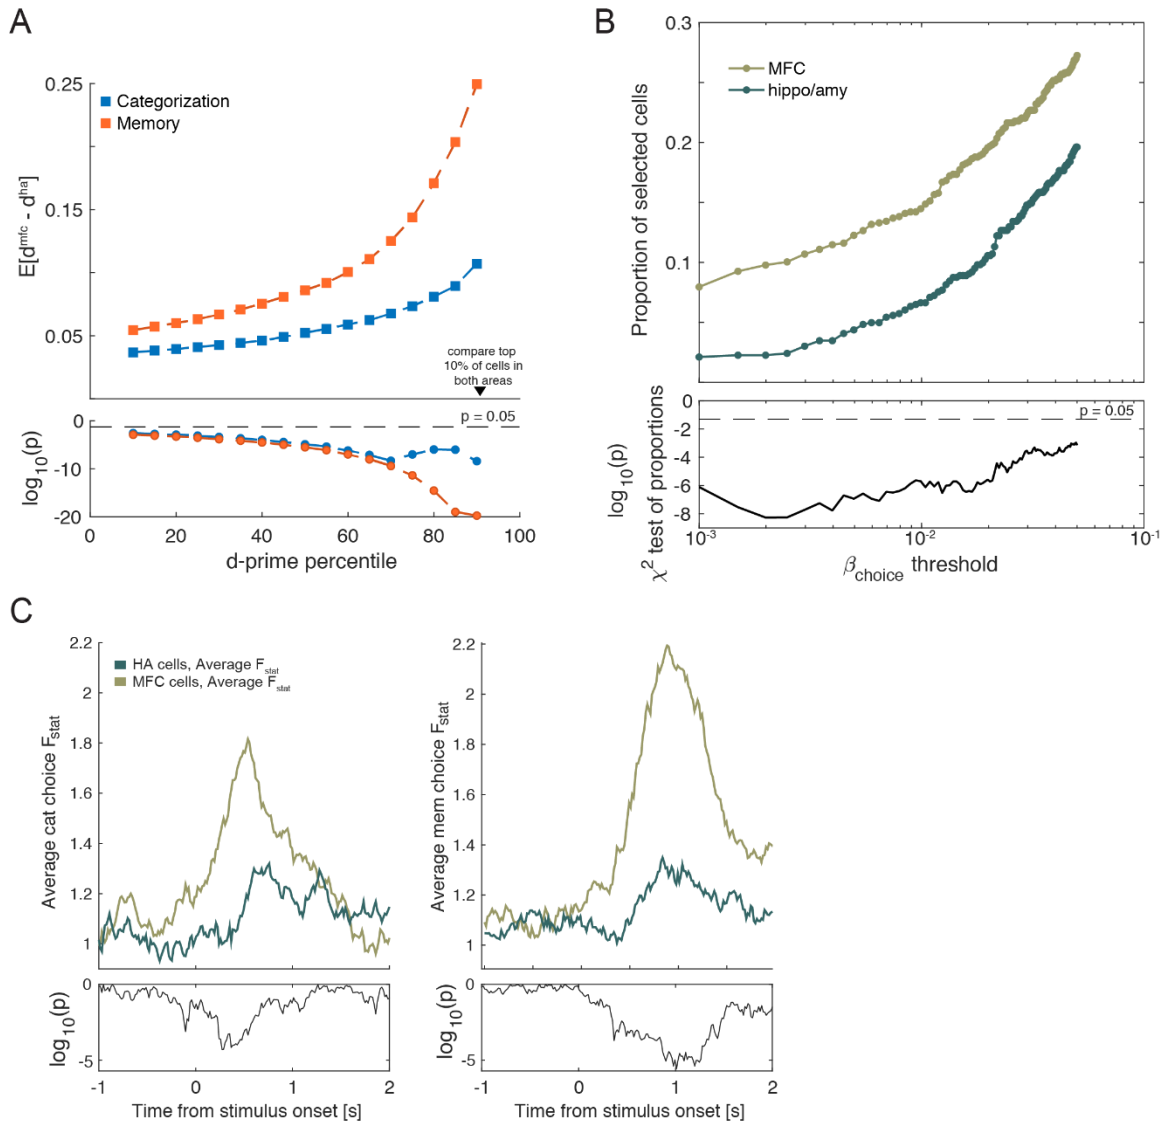 A
0.25
0.15
0.05
E[d^mfc - d^ha]
Categorization
Memory
compare top
10% of cells in
both areas
0
-10
-20
log10(p)
p = 0.05
0 20 40 60 80 100
d-prime percentile
B
0.3
0.2
0.1
Proportion of selected cells
MFC
hippo/amy
0
-2
-4
-6
-8
log10(p)
χ2 test of proportions
p = 0.05
10-3 10-2 10-1
βchoice threshold
C
2.2
2
1.8
1.6
1.4
1.2
1
Average cat choice Fstat
HA cells, Average Fstat
MFC cells, Average Fstat
0
-5
log10(p)
-1 0 1 2
Time from stimulus onset [s]
2.2
2
1.8
1.6
1.4
1.2
1
Average mem choice Fstat
0
-5
log10(p)
-1 0 1 2
Time from stimulus onset [s]